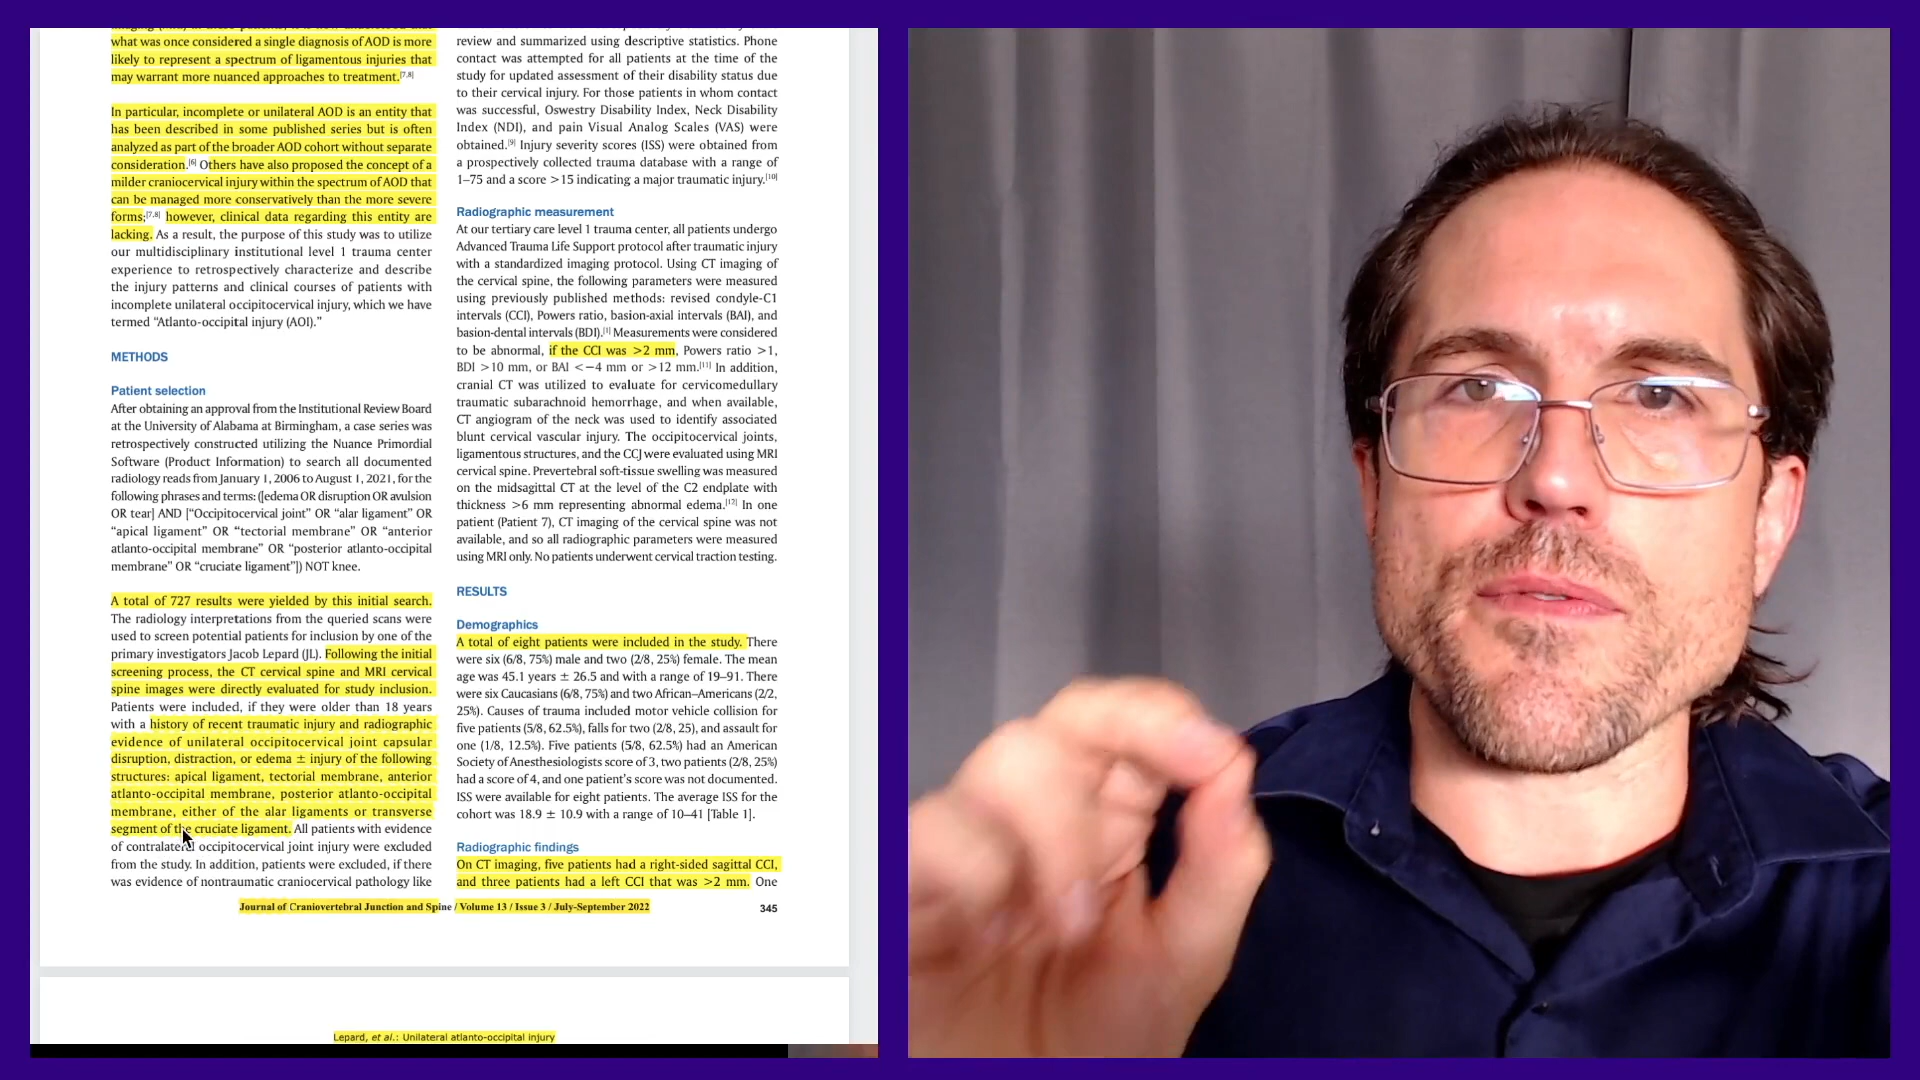 what was once considered a single diagnosis of AOD is more
likely to represent a spectrum of ligamentous injuries that
may warrant more nuanced approaches to treatment.[7,8]
In particular, incomplete or unilateral AOD is an entity that
has been described in some published series but is often
analyzed as part of the broader AOD cohort without separate
consideration.[6] Others have also proposed the concept of a
milder craniocervical injury within the spectrum of AOD that
can be managed more conservatively than the more severe
forms;[7,8] however, clinical data regarding this entity are
lacking. As a result, the purpose of this study was to utilize
our multidisciplinary institutional level 1 trauma center
experience to retrospectively characterize and describe
the injury patterns and clinical courses of patients with
incomplete unilateral occipitocervical injury, which we have
termed “Atlanto-occipital injury (AOI).”
METHODS
Patient selection
After obtaining an approval from the Institutional Review Board
at the University of Alabama at Birmingham, a case series was
retrospectively constructed utilizing the Nuance Primordial
Software (Product Information) to search all documented
radiology reads from January 1, 2006 to August 1, 2021, for the
following phrases and terms: ([edema OR disruption OR avulsion
OR tear] AND [“Occipitocervical joint” OR “alar ligament” OR
“apical ligament” OR “tectorial membrane” OR “anterior
atlanto-occipital membrane” OR “posterior atlanto-occipital
membrane” OR “cruciate ligament”]) NOT knee.
A total of 727 results were yielded by this initial search.
The radiology interpretations from the queried scans were
used to screen potential patients for inclusion by one of the
primary investigators Jacob Lepard (JL). Following the initial
screening process, the CT cervical spine and MRI cervical
spine images were directly evaluated for study inclusion.
Patients were included, if they were older than 18 years
with a history of recent traumatic injury and radiographic
evidence of unilateral occipitocervical joint capsular
disruption, distraction, or edema ± injury of the following
structures: apical ligament, tectorial membrane, anterior
atlanto-occipital membrane, posterior atlanto-occipital
membrane, either of the alar ligaments or transverse
segment of the cruciate ligament. All patients with evidence
of contralateral occipitocervical joint injury were excluded
from the study. In addition, patients were excluded, if there
was evidence of nontraumatic craniocervical pathology like
review and summarized using descriptive statistics. Phone
contact was attempted for all patients at the time of the
study for updated assessment of their disability status due
to their cervical injury. For those patients in whom contact
was successful, Oswestry Disability Index, Neck Disability
Index (NDI), and pain Visual Analog Scales (VAS) were
obtained.[9] Injury severity scores (ISS) were obtained from
a prospectively collected trauma database with a range of
1–75 and a score >15 indicating a major traumatic injury.[10]
Radiographic measurement
At our tertiary care level 1 trauma center, all patients undergo
Advanced Trauma Life Support protocol after traumatic injury
with a standardized imaging protocol. Using CT imaging of
the cervical spine, the following parameters were measured
using previously published methods: revised condyle-C1
intervals (CCI), Powers ratio, basion-axial intervals (BAI), and
basion-dental intervals (BDI).[1] Measurements were considered
to be abnormal, if the CCI was >2 mm, Powers ratio >1,
BDI >10 mm, or BAI <−4 mm or >12 mm.[11] In addition,
cranial CT was utilized to evaluate for cervicomedullary
traumatic subarachnoid hemorrhage, and when available,
CT angiogram of the neck was used to identify associated
blunt cervical vascular injury. The occipitocervical joints,
ligamentous structures, and the CCJ were evaluated using MRI
cervical spine. Prevertebral soft-tissue swelling was measured
on the midsagittal CT at the level of the C2 endplate with
thickness >6 mm representing abnormal edema.[12] In one
patient (Patient 7), CT imaging of the cervical spine was not
available, and so all radiographic parameters were measured
using MRI only. No patients underwent cervical traction testing.
RESULTS
Demographics
A total of eight patients were included in the study. There
were six (6/8, 75%) male and two (2/8, 25%) female. The mean
age was 45.1 years ± 26.5 and with a range of 19–91. There
were six Caucasians (6/8, 75%) and two African–Americans (2/2,
25%). Causes of trauma included motor vehicle collision for
five patients (5/8, 62.5%), falls for two (2/8, 25), and assault for
one (1/8, 12.5%). Five patients (5/8, 62.5%) had an American
Society of Anesthesiologists score of 3, two patients (2/8, 25%)
had a score of 4, and one patient's score was not documented.
ISS were available for eight patients. The average ISS for the
cohort was 18.9 ± 10.9 with a range of 10–41 [Table 1].
Radiographic findings
On CT imaging, five patients had a right-sided sagittal CCI,
and three patients had a left CCI that was >2 mm. One
Journal of Craniovertebral Junction and Spine / Volume 13 / Issue 3 / July-September 2022
345
Lepard, et al.: Unilateral atlanto-occipital injury